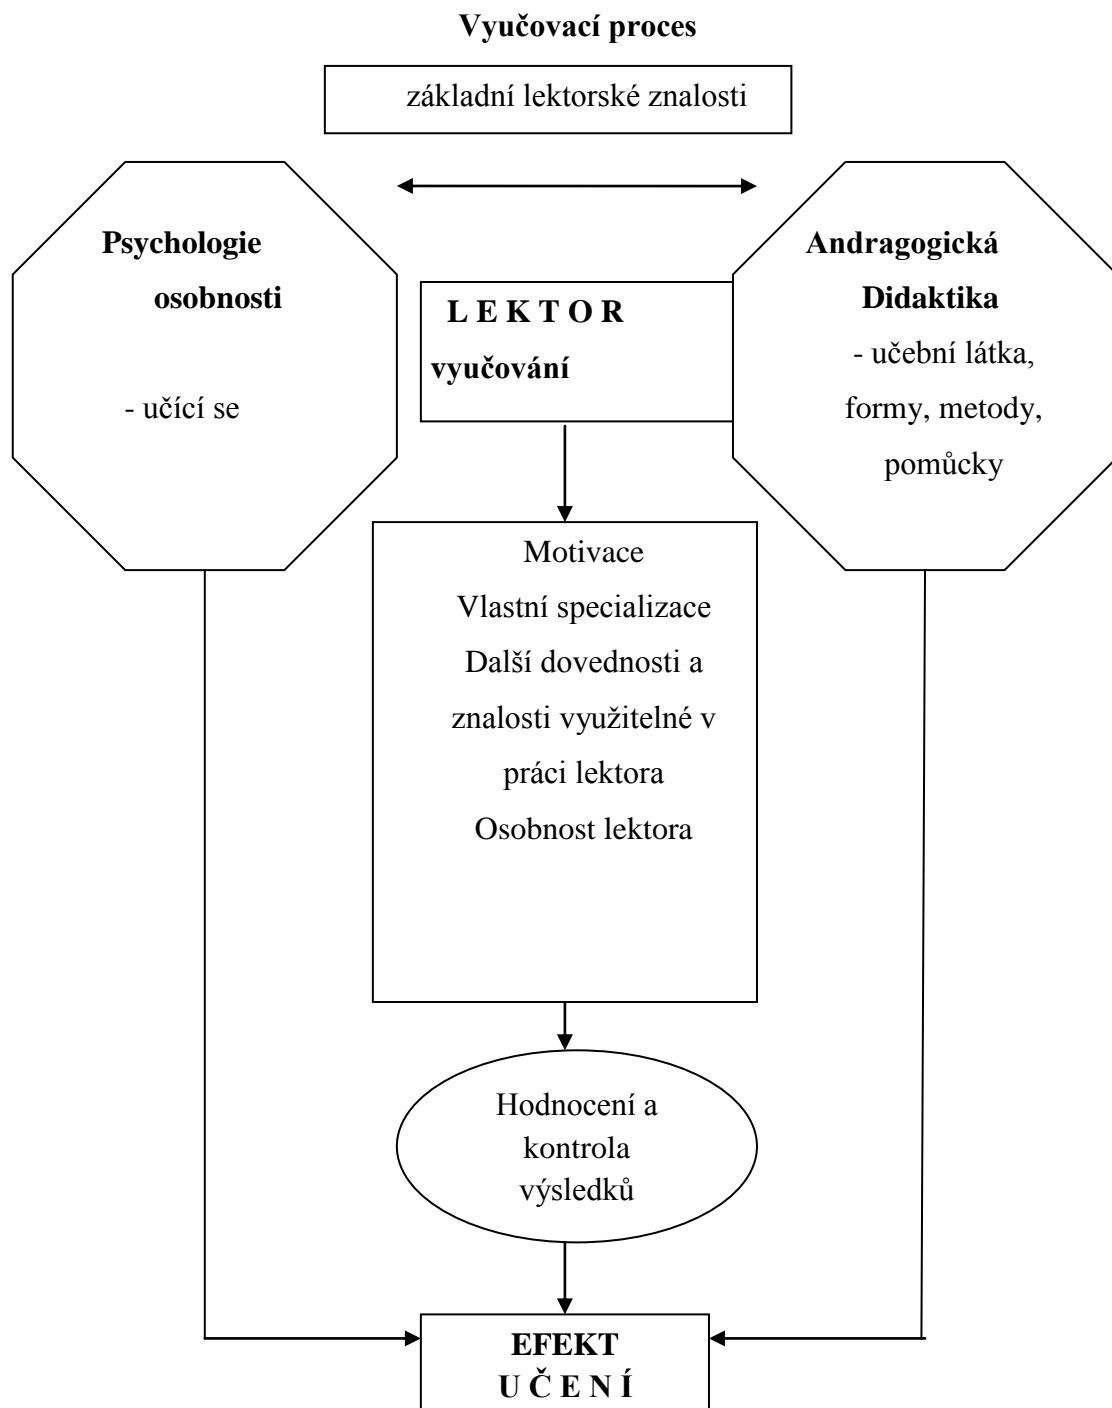 Vyučovací proces
základní lektorské znalosti
Psychologie
osobnosti
- učící se
L E K T O R
vyučování
Andragogická
Didaktika
- učební látka,
formy, metody,
pomůcky
Motivace
Vlastní specializace
Další dovednosti a
znalosti využitelné v
práci lektora
Osobnost lektora
Hodnocení a
kontrola
výsledků
EFEKT
U Č E N Í